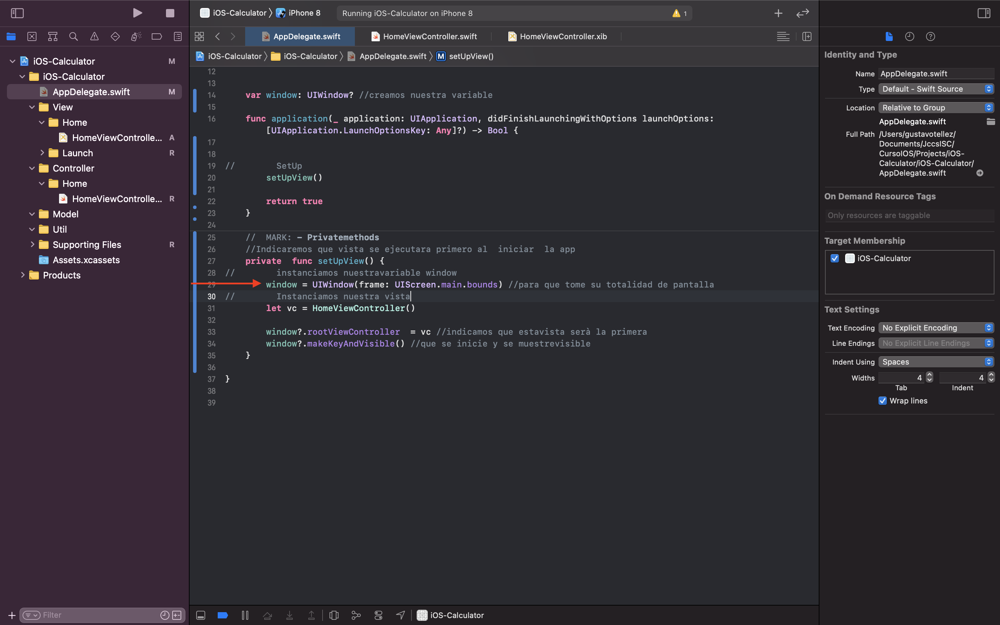 iOS-Calculator
iPhone 8
Running iOS-Calculator on iPhone 8
1
AppDelegate.swift
HomeViewController.swift
HomeViewController.xib
iOS-Calculator
iOS-Calculator
AppDelegate.swift
M
setUpView()
iOS-Calculator M
iOS-Calculator
AppDelegate.swift M
View
Home
HomeViewControlle... A
Launch R
Controller
Home
HomeViewControlle... R
Model
Util
Supporting Files R
Assets.xcassets
Products
Filter
12
13
14 var window: UIWindow? //creamos nuestra variable
15
16 func application(_ application: UIApplication, didFinishLaunchingWithOptions launchOptions:
[UIApplication.LaunchOptionsKey: Any]?) -> Bool {
17
18
19 // SetUp
20 setUpView()
21
22 return true
23 }
24
25 // MARK: - Privatemethods
26 //Indicaremos que vista se ejecutara primero al  iniciar  la app
27 private  func setUpView() {
28 // instanciamos nuestravariable window
29 window = UIWindow(frame: UIScreen.main.bounds) //para que tome su totalidad de pantalla
30 // Instanciamos nuestra vista
31 let vc = HomeViewController()
32
33 window?.rootViewController  = vc //indicamos que estavista serà la primera
34 window?.makeKeyAndVisible() //que se inicie y se muestrevisible
35 }
36
37 }
38
39
iOS-Calculator
Identity and Type
Name AppDelegate.swift
Type Default - Swift Source
Location Relative to Group
AppDelegate.swift
Full Path /Users/gustavotellez/
Documents/JccsISC/
CursoIOS/Projects/iOS-
Calculator/iOS-Calculator/
AppDelegate.swift
On Demand Resource Tags
Only resources are taggable
Target Membership
iOS-Calculator
Text Settings
Text Encoding No Explicit Encoding
Line Endings No Explicit Line Endings
Indent Using Spaces
Widths 4 4
Tab Indent
Wrap lines